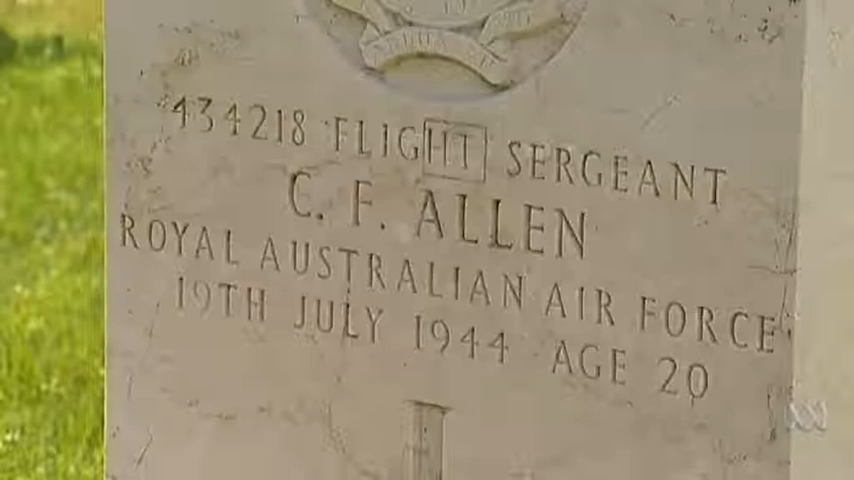 434218 FLIGHT SERGEANT
C. F. ALLEN
ROYAL AUSTRALIAN AIR FORCE
19TH JULY 1944 AGE 20